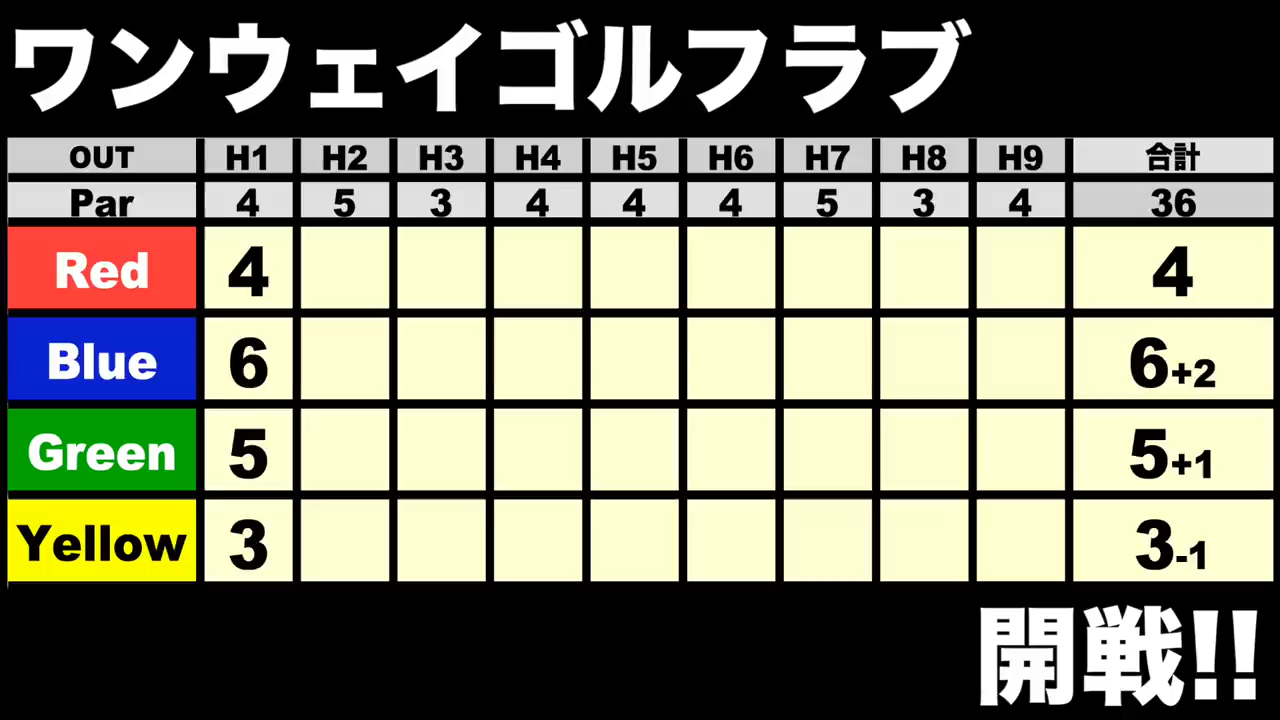 ワンウェイゴルフラブ
OUT H1 H2 H3 H4 H5 H6 H7 H8 H9 合計
Par 4 5 3 4 4 4 5 3 4 36
Red 4 4
Blue 6 6+2
Green 5 5+1
Yellow 3 3-1
開戦!!